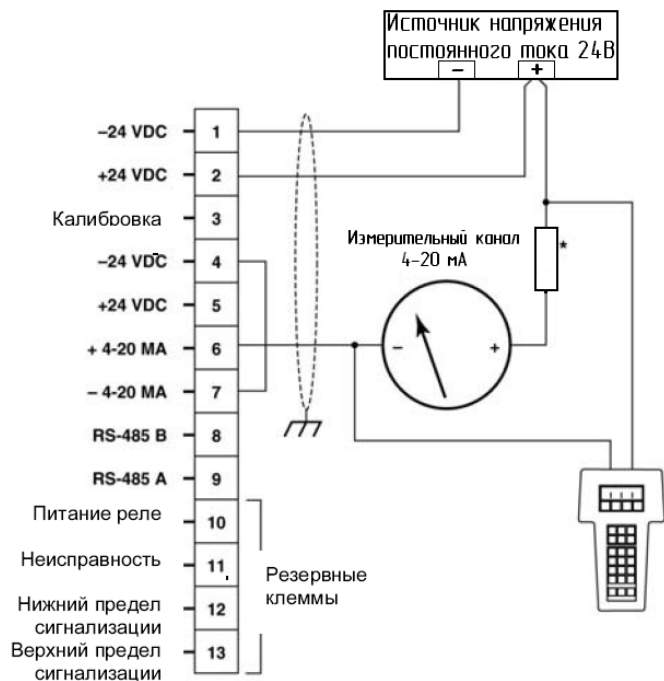 Источник напряжения
постоянного тока 24В
– +
–24 VDC – 1
+24 VDC – 2
Калибровка 3
–24 VDC – 4
+24 VDC – 5
+ 4-20 MA – 6
– 4-20 MA – 7
RS-485 B – 8
RS-485 A – 9
Питание реле 10
Неисправность 11
Нижний предел
сигнализации 12
Верхний предел
сигнализации 13
Измерительный канал
4-20 мА
*
– +
Резервные
клеммы